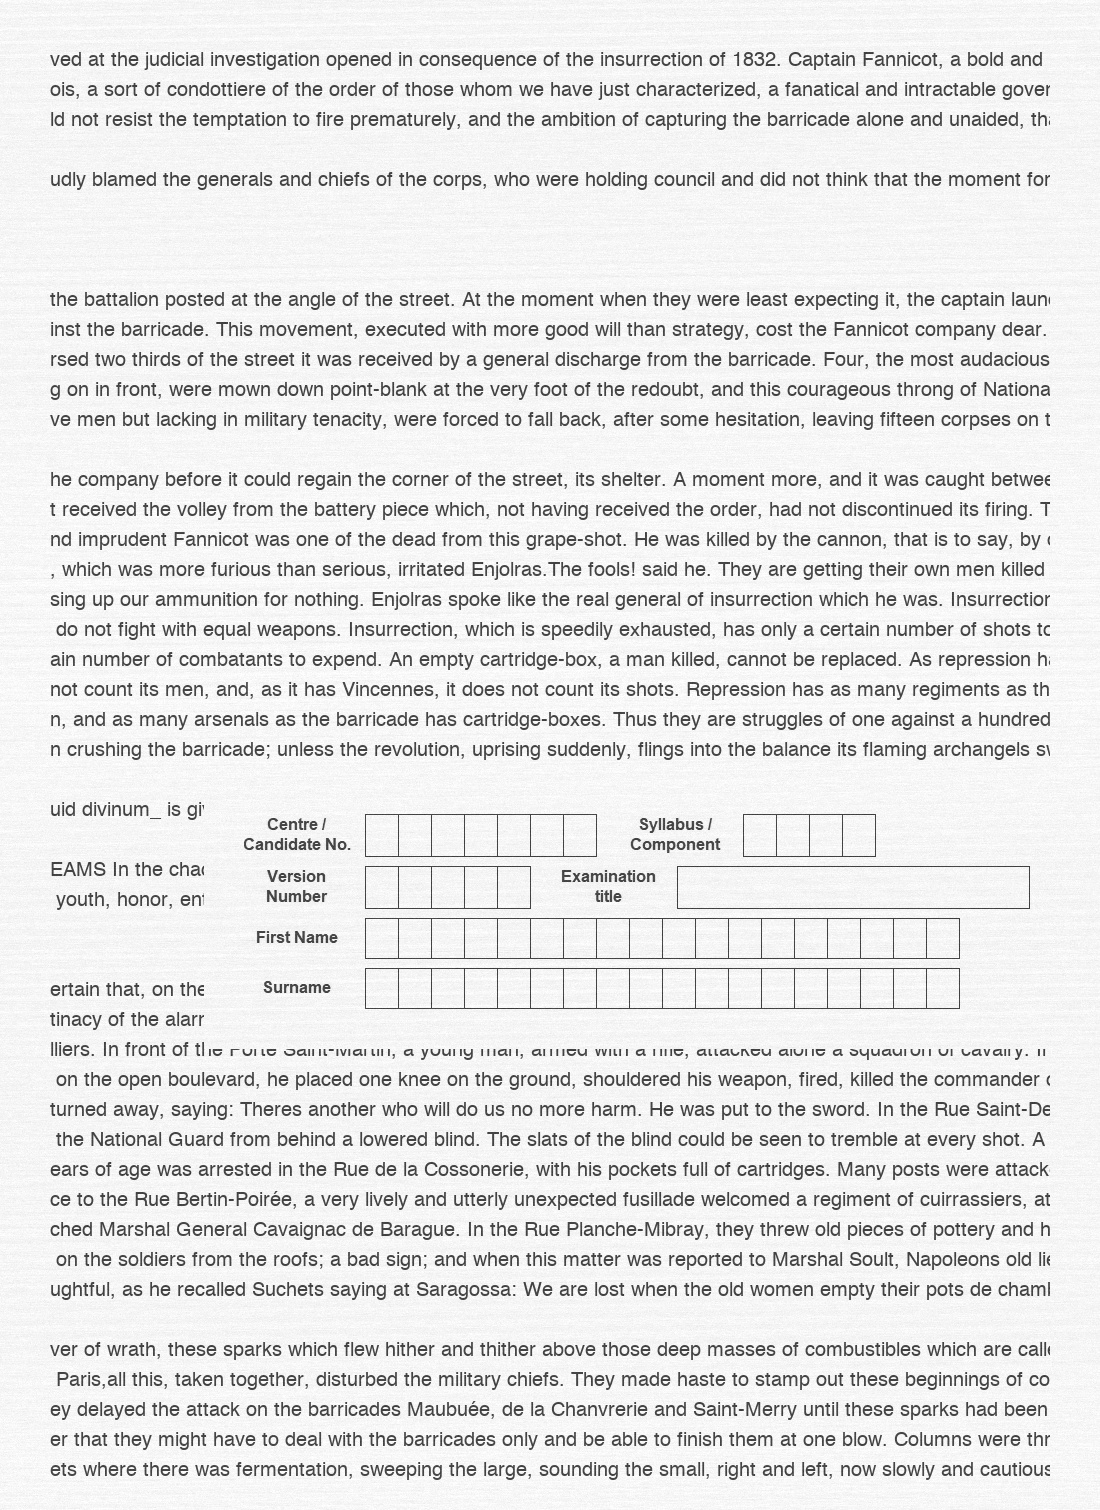 ved at the judicial investigation opened in consequence of the insurrection of 1832. Captain Fannicot, a bold and
ois, a sort of condottiere of the order of those whom we have just characterized, a fanatical and intractable gover
ld not resist the temptation to fire prematurely, and the ambition of capturing the barricade alone and unaided, th
udly blamed the generals and chiefs of the corps, who were holding council and did not think that the moment for
the battalion posted at the angle of the street. At the moment when they were least expecting it, the captain laun
inst the barricade. This movement, executed with more good will than strategy, cost the Fannicot company dear.
rsed two thirds of the street it was received by a general discharge from the barricade. Four, the most audacious
g on in front, were mown down point-blank at the very foot of the redoubt, and this courageous throng of Nationa
ve men but lacking in military tenacity, were forced to fall back, after some hesitation, leaving fifteen corpses on t
he company before it could regain the corner of the street, its shelter. A moment more, and it was caught betwee
t received the volley from the battery piece which, not having received the order, had not discontinued its firing. T
nd imprudent Fannicot was one of the dead from this grape-shot. He was killed by the cannon, that is to say, by
, which was more furious than serious, irritated Enjolras.The fools! said he. They are getting their own men killed
sing up our ammunition for nothing. Enjolras spoke like the real general of insurrection which he was. Insurrection
do not fight with equal weapons. Insurrection, which is speedily exhausted, has only a certain number of shots to
ain number of combatants to expend. An empty cartridge-box, a man killed, cannot be replaced. As repression h
not count its men, and, as it has Vincennes, it does not count its shots. Repression has as many regiments as th
n, and as many arsenals as the barricade has cartridge-boxes. Thus they are struggles of one against a hundred
n crushing the barricade; unless the revolution, uprising suddenly, flings into the balance its flaming archangels s
uid divinum_ is gi
Centre / Candidate No. Syllabus / Component
EAMS In the chao
Version Number Examination title
youth, honor, ent
First Name
Surname
ertain that, on the
tinacy of the alarr
lliers. In front of the Porte Saint-Martin, a young man, armed with a rifle, attacked alone a squadron of cavalry. I
on the open boulevard, he placed one knee on the ground, shouldered his weapon, fired, killed the commander
turned away, saying: Theres another who will do us no more harm. He was put to the sword. In the Rue Saint-De
the National Guard from behind a lowered blind. The slats of the blind could be seen to tremble at every shot. A
ears of age was arrested in the Rue de la Cossonerie, with his pockets full of cartridges. Many posts were attack
ce to the Rue Bertin-Poirée, a very lively and utterly unexpected fusillade welcomed a regiment of cuirrassiers, at
ched Marshal General Cavaignac de Barague. In the Rue Planche-Mibray, they threw old pieces of pottery and h
on the soldiers from the roofs; a bad sign; and when this matter was reported to Marshal Soult, Napoleons old lie
ughtful, as he recalled Suchets saying at Saragossa: We are lost when the old women empty their pots de cham
ver of wrath, these sparks which flew hither and thither above those deep masses of combustibles which are calle
Paris,all this, taken together, disturbed the military chiefs. They made haste to stamp out these beginnings of co
ey delayed the attack on the barricades Maubuée, de la Chanvrerie and Saint-Merry until these sparks had been
er that they might have to deal with the barricades only and be able to finish them at one blow. Columns were thr
ets where there was fermentation, sweeping the large, sounding the small, right and left, now slowly and cautious